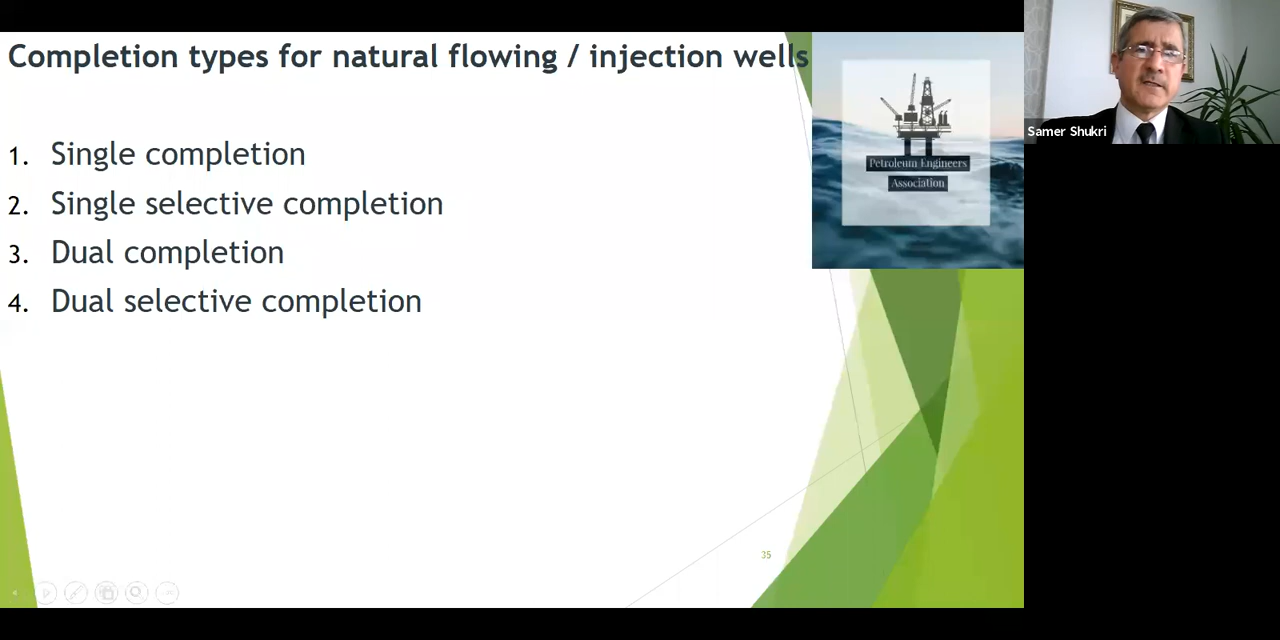 Completion types for natural flowing / injection wells
1. Single completion
2. Single selective completion
3. Dual completion
4. Dual selective completion
Petroleum Engineers
Association
35
Samer Shukri